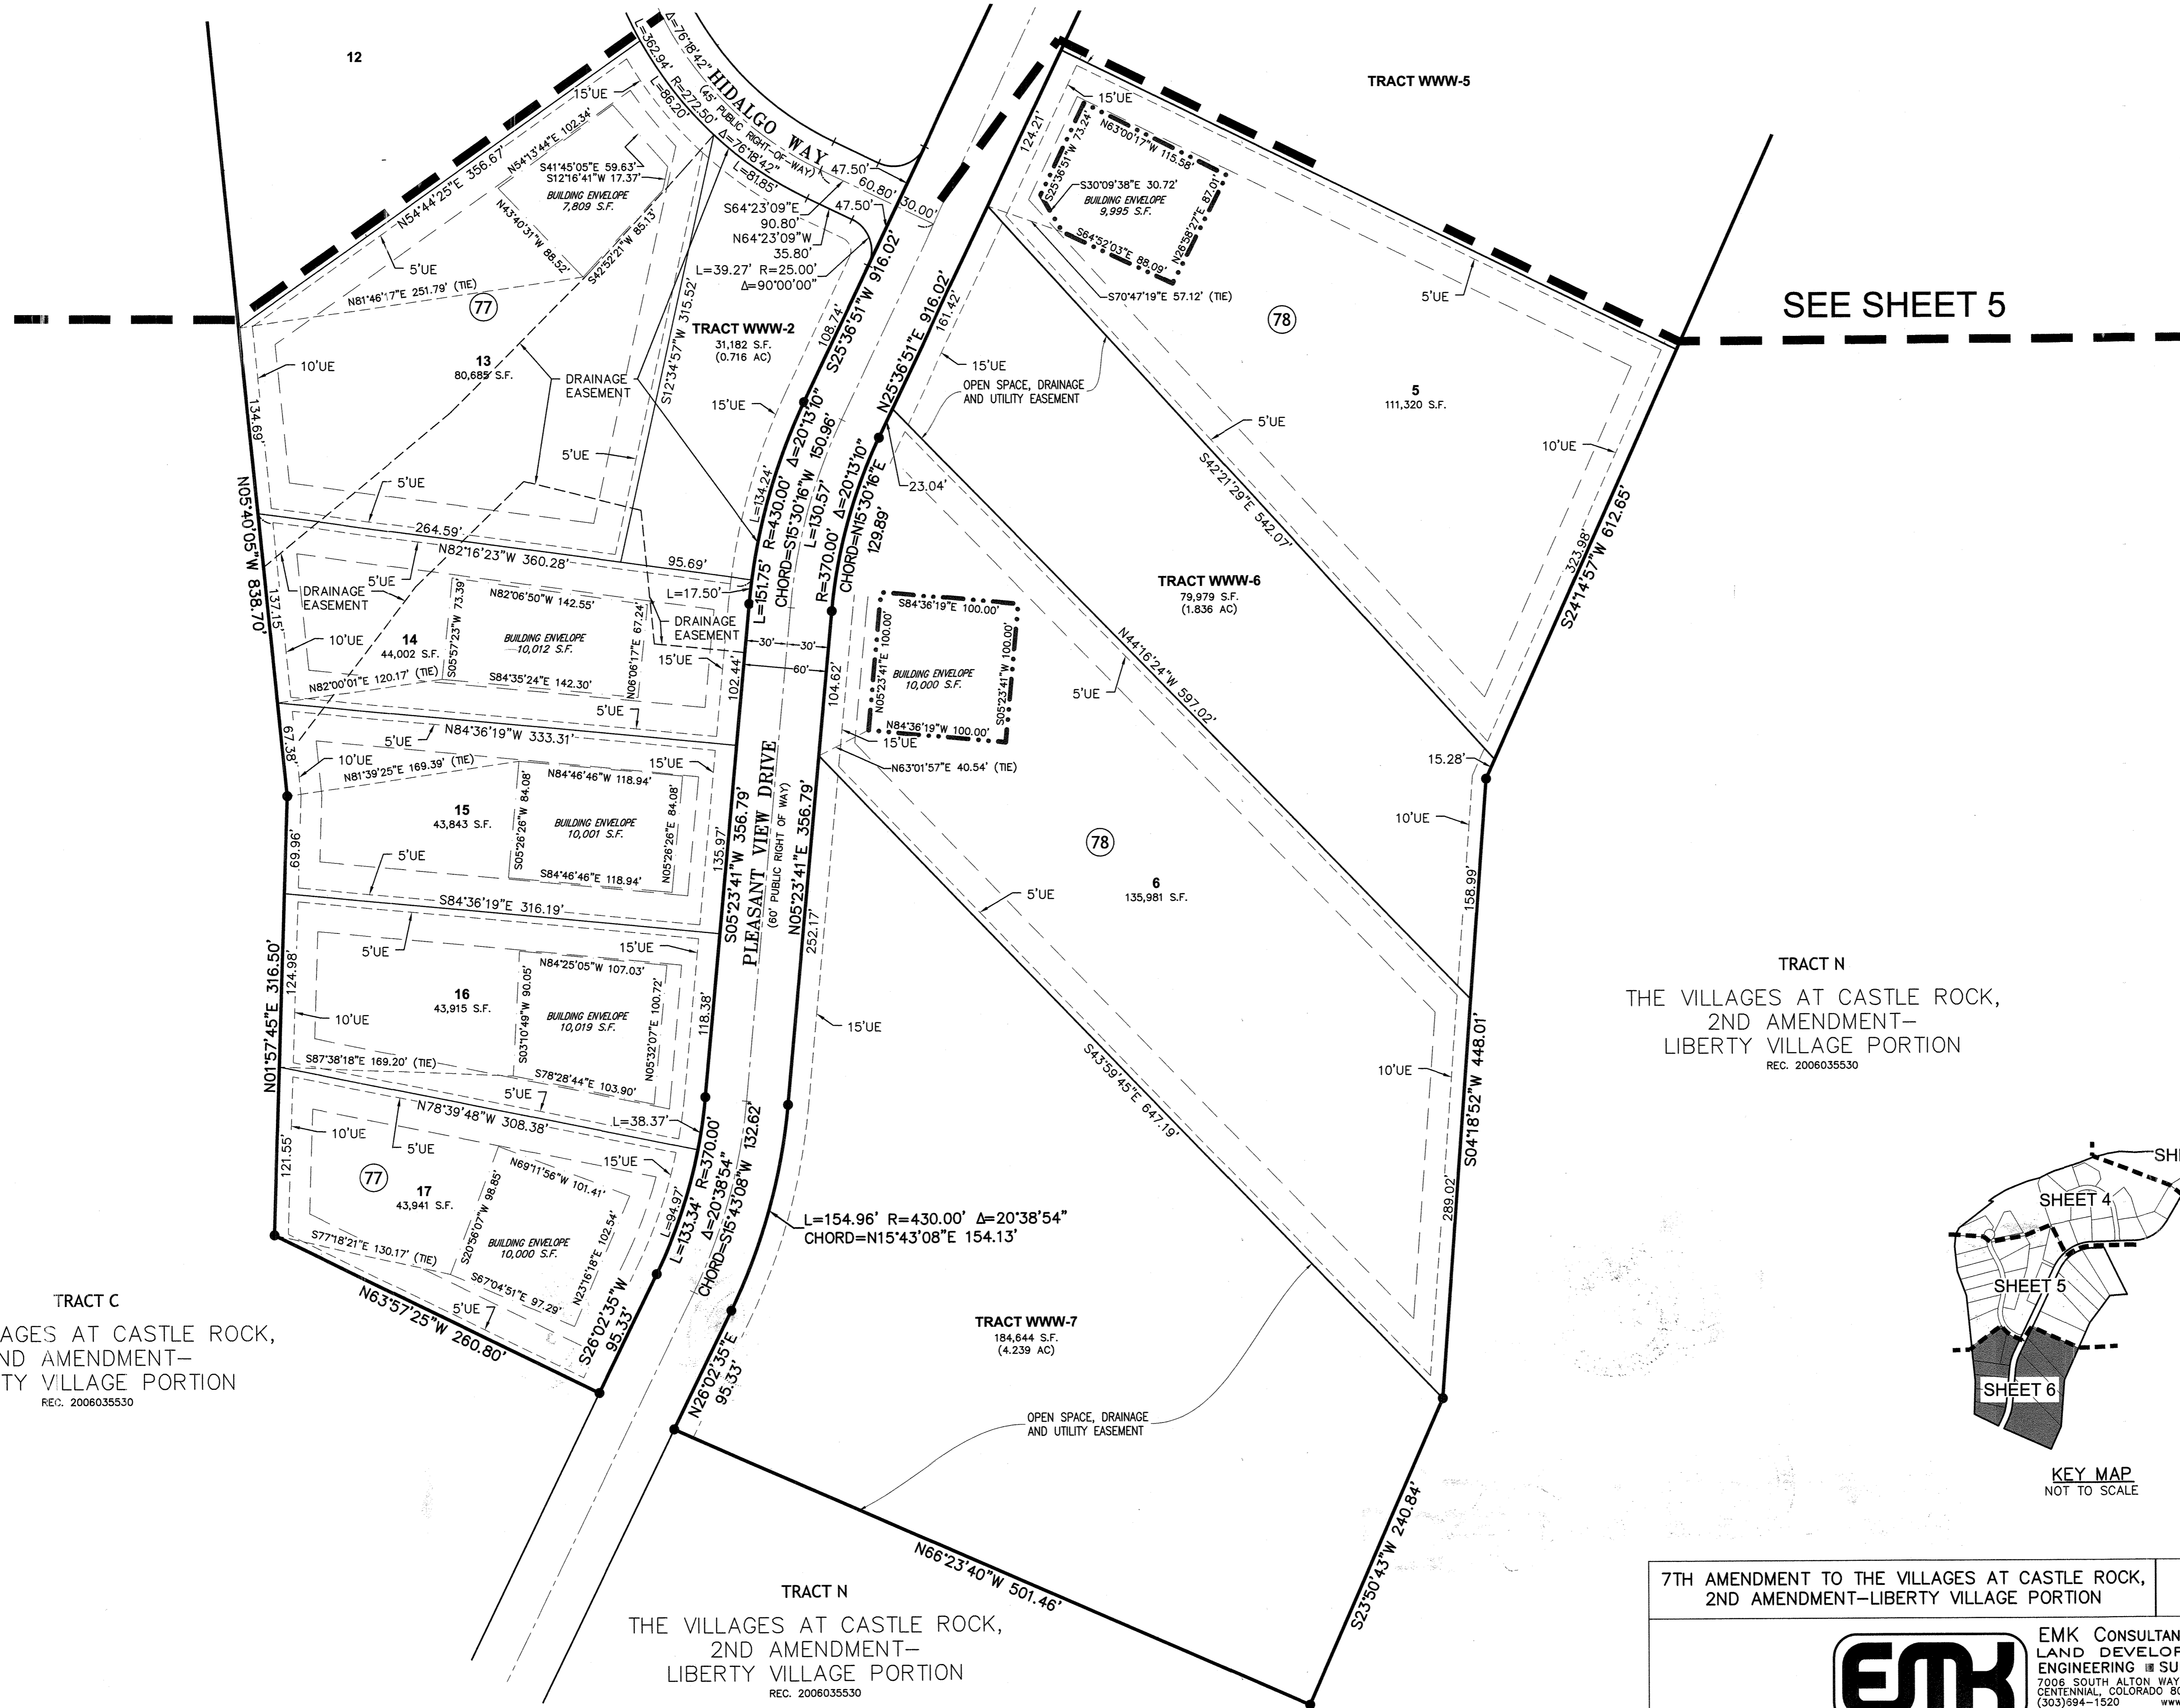 12
TRACT WWW-5
Δ=76°18'42"
L=362.94' R=272.50' Δ=76°18'42"
HIDALGO WAY
(45' PUBLIC RIGHT-OF-WAY)
L=86.20'
L=81.85'
15'UE
N54°44'25"E 356.67'
N54°13'44"E 102.34'
S41°45'05"E 59.63'
S12°16'41"W 17.37'
BUILDING ENVELOPE
7,809 S.F.
N43°40'31"W 88.52'
S42°52'21"W 85.13'
5'UE
N81°46'17"E 251.79' (TIE)
77
13
80,685 S.F.
10'UE
DRAINAGE
EASEMENT
134.69'
5'UE
5'UE
264.59'
S12°34'57"W 315.52'
47.50'
60.80'
30.00'
47.50'
S64°23'09"E
90.80'
N64°23'09"W
35.80'
L=39.27' R=25.00'
Δ=90°00'00"
TRACT WWW-2
31,182 S.F.
(0.716 AC)
108.74'
S25°36'51"W 916.02'
15'UE
N25°36'51"E 916.02'
124.21'
161.42'
15'UE
15'UE
S25°36'51"W 73.24'
N63°00'17"W 115.58'
S30°09'38"E 30.72'
BUILDING ENVELOPE
9,995 S.F.
N26°58'27"E 87.01'
S64°52'03"E 88.09'
S70°47'19"E 57.12' (TIE)
78
5'UE
SEE SHEET 5
OPEN SPACE, DRAINAGE
AND UTILITY EASEMENT
5
111,320 S.F.
5'UE
10'UE
S42°21'29"E 542.07'
323.98'
S24°14'57"W 612.65'
L=134.24'
L=151.75' R=430.00' Δ=20°13'10"
CHORD=S15°30'16"W 150.96'
L=130.57'
R=370.00' Δ=20°13'10"
CHORD=N15°30'16"E
129.89'
23.04'
N05°40'05"W 838.70'
N82°16'23"W 360.28'
95.69'
L=17.50'
DRAINAGE
EASEMENT
5'UE
137.15'
10'UE
14
44,002 S.F.
S05°57'23"W 73.39'
N82°06'50"W 142.55'
BUILDING ENVELOPE
10,012 S.F.
N06°06'17"E 67.24'
S84°35'24" 142.30'
N82°00'01"E 120.17' (TIE)
DRAINAGE
EASEMENT
15'UE
5'UE
30'
30'
60'
102.44'
104.62'
TRACT WWW-6
79,979 S.F.
(1.836 AC)
S84°36'19"E 100.00'
N05°23'41"E 100.00'
BUILDING ENVELOPE
10,000 S.F.
S05°23'41"W 100.00'
N84°36'19"W 100.00'
15'UE
N63°01'57"E 40.54' (TIE)
N44°16'24"W 597.02'
5'UE
15.28'
67.38'
N84°36'19"W 333.31'
5'UE
10'UE
N81°39'25"E 169.39' (TIE)
15'UE
15
43,843 S.F.
S05°26'26"W 84.08'
N84°46'46"W 118.94'
BUILDING ENVELOPE
10,001 S.F.
N05°26'26"E 84.08'
S84°46'46"E 118.94'
69.96'
5'UE
135.97'
S05°23'41"W 356.79'
PLEASANT VIEW DRIVE
(60' PUBLIC RIGHT OF WAY)
N05°23'41"E 356.79'
252.17'
10'UE
158.99'
78
6
135,981 S.F.
5'UE
S84°36'19"E 316.19'
5'UE
15'UE
N01°57'45"E 316.50'
124.98'
16
43,915 S.F.
10'UE
S03°10'49"W 90.05'
N84°25'05"W 107.03'
BUILDING ENVELOPE
10,019 S.F.
N05°32'07"E 100.72'
S78°28'44"E 103.90'
S87°38'18"E 169.20' (TIE)
118.38'
15'UE
TRACT N
THE VILLAGES AT CASTLE ROCK,
2ND AMENDMENT-
LIBERTY VILLAGE PORTION
REC. 2006035530
S43°59'45"E 647.19'
10'UE
S04°18'52"W 448.01'
289.02'
5'UE
N78°39'48"W 308.38'
L=38.37'
10'UE
5'UE
15'UE
121.55'
77
17
43,941 S.F.
N69°11'56"W 101.41'
S20°56'07"W 98.85'
BUILDING ENVELOPE
10,000 S.F.
N23°16'18"E 102.54'
S67°04'51"E 97.29'
S77°18'21"E 130.17' (TIE)
5'UE
N63°57'25"W 260.80'
L=94.97'
L=133.34' R=370.00'
Δ=20°38'54"
CHORD=S15°43'08"W 132.62'
S26°02'35"W
95.33'
L=154.96' R=430.00' Δ=20°38'54"
CHORD=N15°43'08"E 154.13'
N26°02'35"E
95.33'
TRACT WWW-7
184,644 S.F.
(4.239 AC)
OPEN SPACE, DRAINAGE
AND UTILITY EASEMENT
N66°23'40"W 501.46'
S23°50'43"W 240.84'
TRACT C
AGES AT CASTLE ROCK,
ND AMENDMENT-
TY VILLAGE PORTION
REC. 2006035530
TRACT N
THE VILLAGES AT CASTLE ROCK,
2ND AMENDMENT-
LIBERTY VILLAGE PORTION
REC. 2006035530
SHEET 4
SHEET 5
SHEET 6
KEY MAP
NOT TO SCALE
7TH AMENDMENT TO THE VILLAGES AT CASTLE ROCK,
2ND AMENDMENT-LIBERTY VILLAGE PORTION
EMK
EMK CONSULTAN
LAND DEVELOP
ENGINEERING SU
7006 SOUTH ALTON WAY
CENTENNIAL, COLORADO 80
(303)694-1520 www